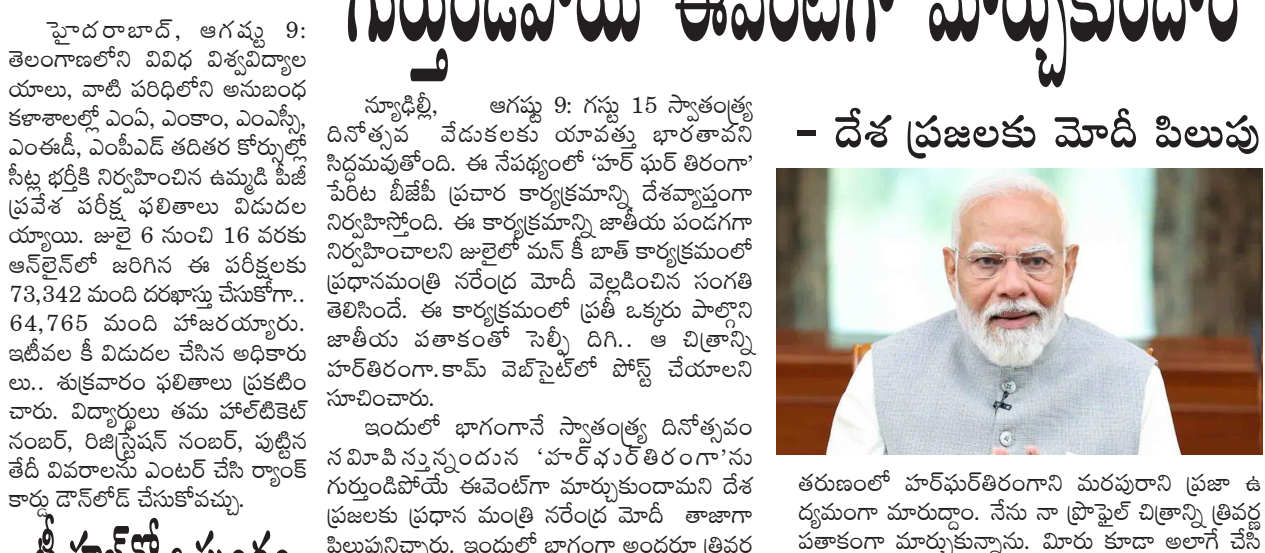 హైదరాబాద్, ఆగష్టు 9:
తెలంగాణలోని వివిధ విశ్వవిద్యాల
యాలు, వాటి పరిధిలోని అనుబంధ
కళాశాలల్లో ఎంఏ, ఎంకాం, ఎంఎస్సీ,
ఎంఈడీ, ఎంపీఎడ్ తదితర కోర్సుల్లో
సీట్ల భర్తీకి నిర్వహించిన ఉమ్మడి పీజీ
ప్రవేశ పరీక్ష ఫలితాలు విడుదల
య్యాయి. జులై 6 నుంచి 16 వరకు
ఆన్‌లైన్‌లో జరిగిన ఈ పరీక్షలకు
73,342 మంది దరఖాస్తు చేసుకోగా..
64,765 మంది హాజరయ్యారు.
ఇటీవల కీ విడుదల చేసిన అధికారు
లు.. శుక్రవారం ఫలితాలు ప్రకటిం
చారు. విద్యార్థులు తమ హాల్‌టికెట్
నంబర్, రిజిస్ట్రేషన్ నంబర్, పుట్టిన
తేదీ వివరాలను ఎంటర్ చేసి ర్యాంక్
కార్డు డౌన్‌లోడ్ చేసుకోవచ్చు.
గుర్తుండిపోయే ఈవెంట్‌గా మార్చుకుందాం
న్యూఢిల్లీ, ఆగష్టు 9: గస్టు 15 స్వాతంత్ర్య
దినోత్సవ వేడుకలకు యావత్తు భారతావని
సిద్ధమవుతోంది. ఈ నేపథ్యంలో ‘హర్ ఘర్ తిరంగా’
పేరిట బీజేపీ ప్రచార కార్యక్రమాన్ని దేశవ్యాప్తంగా
నిర్వహిస్తోంది. ఈ కార్యక్రమాన్ని జాతీయ పండగగా
నిర్వహించాలని జులైలో మన్ కీ బాత్ కార్యక్రమంలో
ప్రధానమంత్రి నరేంద్ర మోదీ వెల్లడించిన సంగతి
తెలిసిందే. ఈ కార్యక్రమంలో ప్రతీ ఒక్కరు పాల్గొని
జాతీయ పతాకంతో సెల్ఫీ దిగి.. ఆ చిత్రాన్ని
హర్‌తిరంగా.కామ్ వెబ్‌సైట్‌లో పోస్ట్ చేయాలని
సూచించారు.
ఇందులో భాగంగానే స్వాతంత్ర్య దినోత్సవం
సమీపిస్తున్నందున ‘హర్‌ఘర్‌తిరంగా’ను
గుర్తుండిపోయే ఈవెంట్‌గా మార్చుకుందామని దేశ
ప్రజలకు ప్రధాన మంత్రి నరేంద్ర మోదీ తాజాగా
పిలుపునిచ్చారు. ఇందులో భాగంగా అందరూ త్రివర్ణ
– దేశ ప్రజలకు మోదీ పిలుపు
తరుణంలో హర్‌ఘర్‌తిరంగాని మరపురాని ప్రజా ఉ
ద్యమంగా మారుద్దాం. నేను నా ప్రొఫైల్ చిత్రాన్ని త్రివర్ణ
పతాకంగా మార్చుకున్నాను. మీరు కూడా అలాగే చేసి